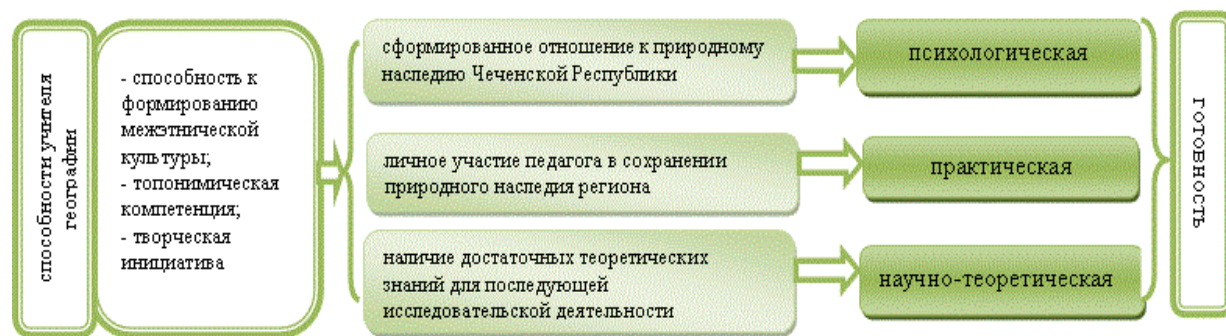 способности учителя
географии
- способность к
формированию
межэтнической
культуры;
- топонимическая
компетенция;
- творческая
инициатива
сформированное отношение к природному
наследию Чеченской Республики
психологическая
личное участие педагога в сохранении
природного наследия региона
практическая
наличие достаточных теоретических
знаний для последующей
исследовательской деятельности
научно-теоретическая
готовность